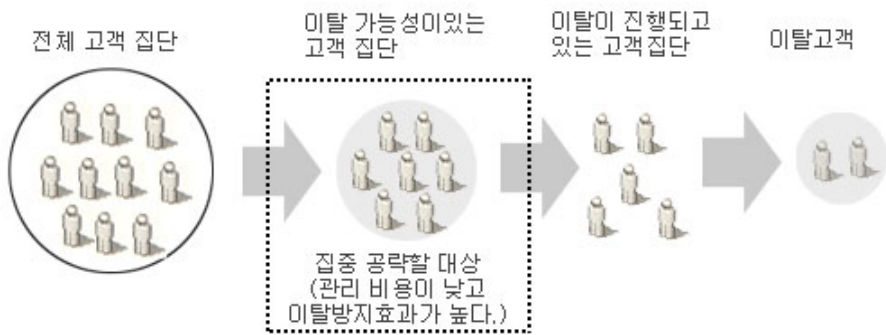 전체 고객 집단
이탈 가능성이있는
고객 집단
이탈이 진행되고
있는 고객집단
이탈고객
집중 공략할 대상
(관리 비용이 낮고
이탈방지효과가 높다.)